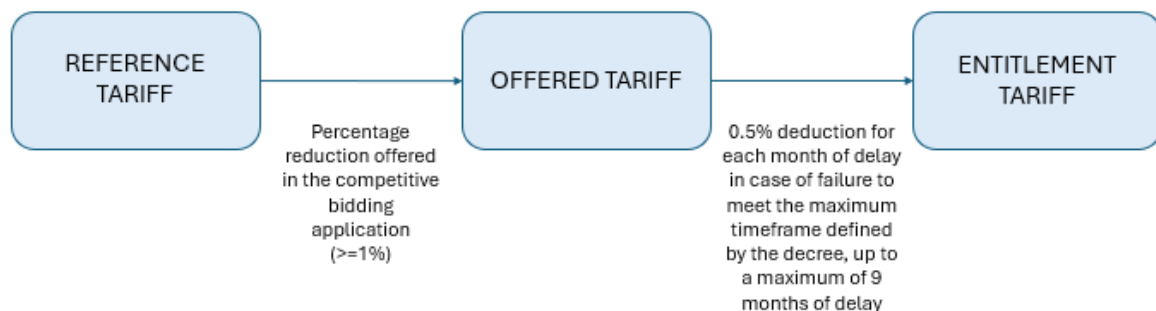 REFERENCE
TARIFF
OFFERED TARIFF
ENTITLEMENT
TARIFF
Percentage
reduction offered
in the competitive
bidding
application
(>=1%)
0.5% deduction for
each month of delay
in case of failure to
meet the maximum
timeframe defined
by the decree, up to
a maximum of 9
months of delay